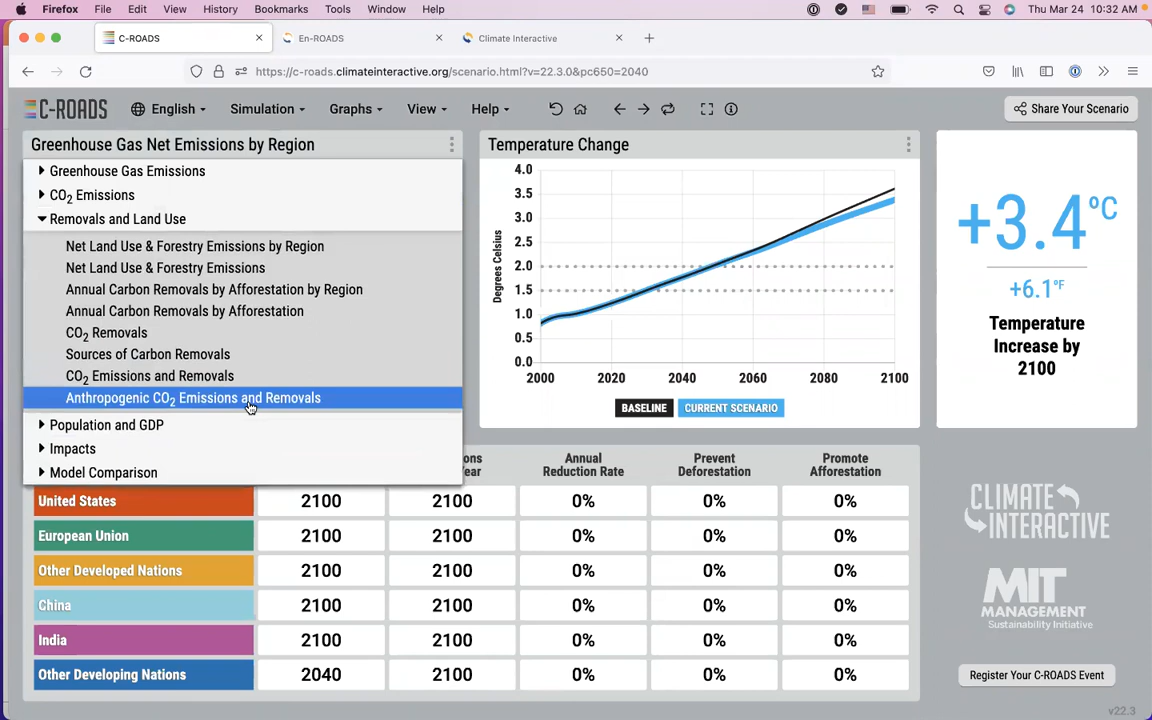 Firefox File Edit View History Bookmarks Tools Window Help Thu Mar 24 10:32 AM
C-ROADS En-ROADS Climate Interactive
https://c-roads.climateinteractive.org/scenario.html?v=22.3.0&pc650=2040
C-ROADS English Simulation Graphs View Help Share Your Scenario
Greenhouse Gas Net Emissions by Region
Greenhouse Gas Emissions
CO2 Emissions
Removals and Land Use
Net Land Use & Forestry Emissions by Region
Net Land Use & Forestry Emissions
Annual Carbon Removals by Afforestation by Region
Annual Carbon Removals by Afforestation
CO2 Removals
Sources of Carbon Removals
CO2 Emissions and Removals
Anthropogenic CO2 Emissions and Removals
Population and GDP
Impacts
Model Comparison
Temperature Change
Degrees Celsius
4.0
3.5
3.0
2.5
2.0
1.5
1.0
0.5
0.0
2000 2020 2040 2060 2080 2100
BASELINE CURRENT SCENARIO
+3.4°C
+6.1°F
Temperature
Increase by
2100
ons Annual Prevent Promote
ear Reduction Rate Deforestation Afforestation
United States 2100 2100 0% 0% 0%
European Union 2100 2100 0% 0% 0%
Other Developed Nations 2100 2100 0% 0% 0%
China 2100 2100 0% 0% 0%
India 2100 2100 0% 0% 0%
Other Developing Nations 2040 2100 0% 0% 0%
CLIMATE
INTERACTIVE
MIT
MANAGEMENT
Sustainability Initiative
Register Your C-ROADS Event
v22.3